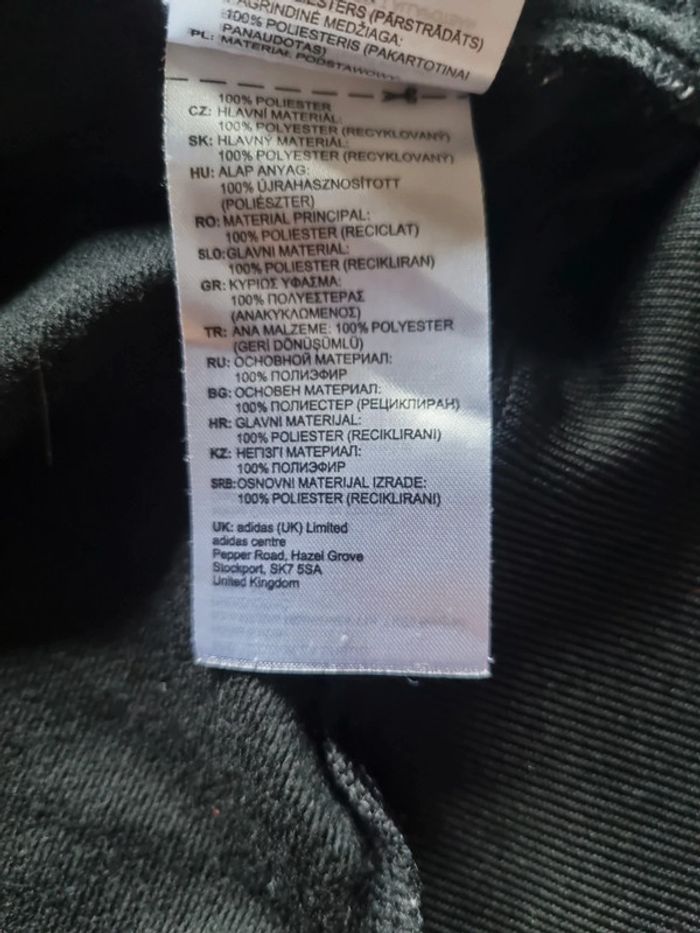 POLIESTERS (PĀRSTRĀDĀTS)
PAGRINDINĖ MEDŽIAGA:
100% POLIESTERIS (PAKARTOTINAI
PANAUDOTAS)
PL: MATERIAŁ PODSTAWOWY:
100% POLIESTER
CZ: HLAVNÍ MATERIÁL:
100% POLYESTER (RECYKLOVANÝ)
SK: HLAVNÝ MATERIÁL:
100% POLYESTER (RECYKLOVANÝ)
HU: ALAP ANYAG:
100% ÚJRAHASZNOSÍTOTT
(POLIÉSZTER)
RO: MATERIAL PRINCIPAL:
100% POLIESTER (RECICLAT)
SLO: GLAVNI MATERIAL:
100% POLIESTER (RECIKLIRAN)
GR: ΚΥΡΙΟΣ ΥΦΑΣΜΑ:
100% ΠΟΛΥΕΣΤΕΡΑΣ
(ΑΝΑΚΥΚΛΩΜΕΝΟΣ)
TR: ANA MALZEME: 100% POLYESTER
(GERİ DÖNÜŞÜMLÜ)
RU: ОСНОВНОЙ МАТЕРИАЛ:
100% ПОЛИЭФИР
BG: ОСНОВЕН МАТЕРИАЛ:
100% ПОЛИЕСТЕР (РЕЦИКЛИРАН)
HR: GLAVNI MATERIJAL:
100% POLIESTER (RECIKLIRANI)
KZ: НЕГІЗГІ МАТЕРИАЛ:
100% ПОЛИЭФИР
SRB: OSNOVNI MATERIJAL IZRADE:
100% POLIESTER (RECIKLIRANI)
UK: adidas (UK) Limited
adidas centre
Pepper Road, Hazel Grove
Stockport, SK7 5SA
United Kingdom